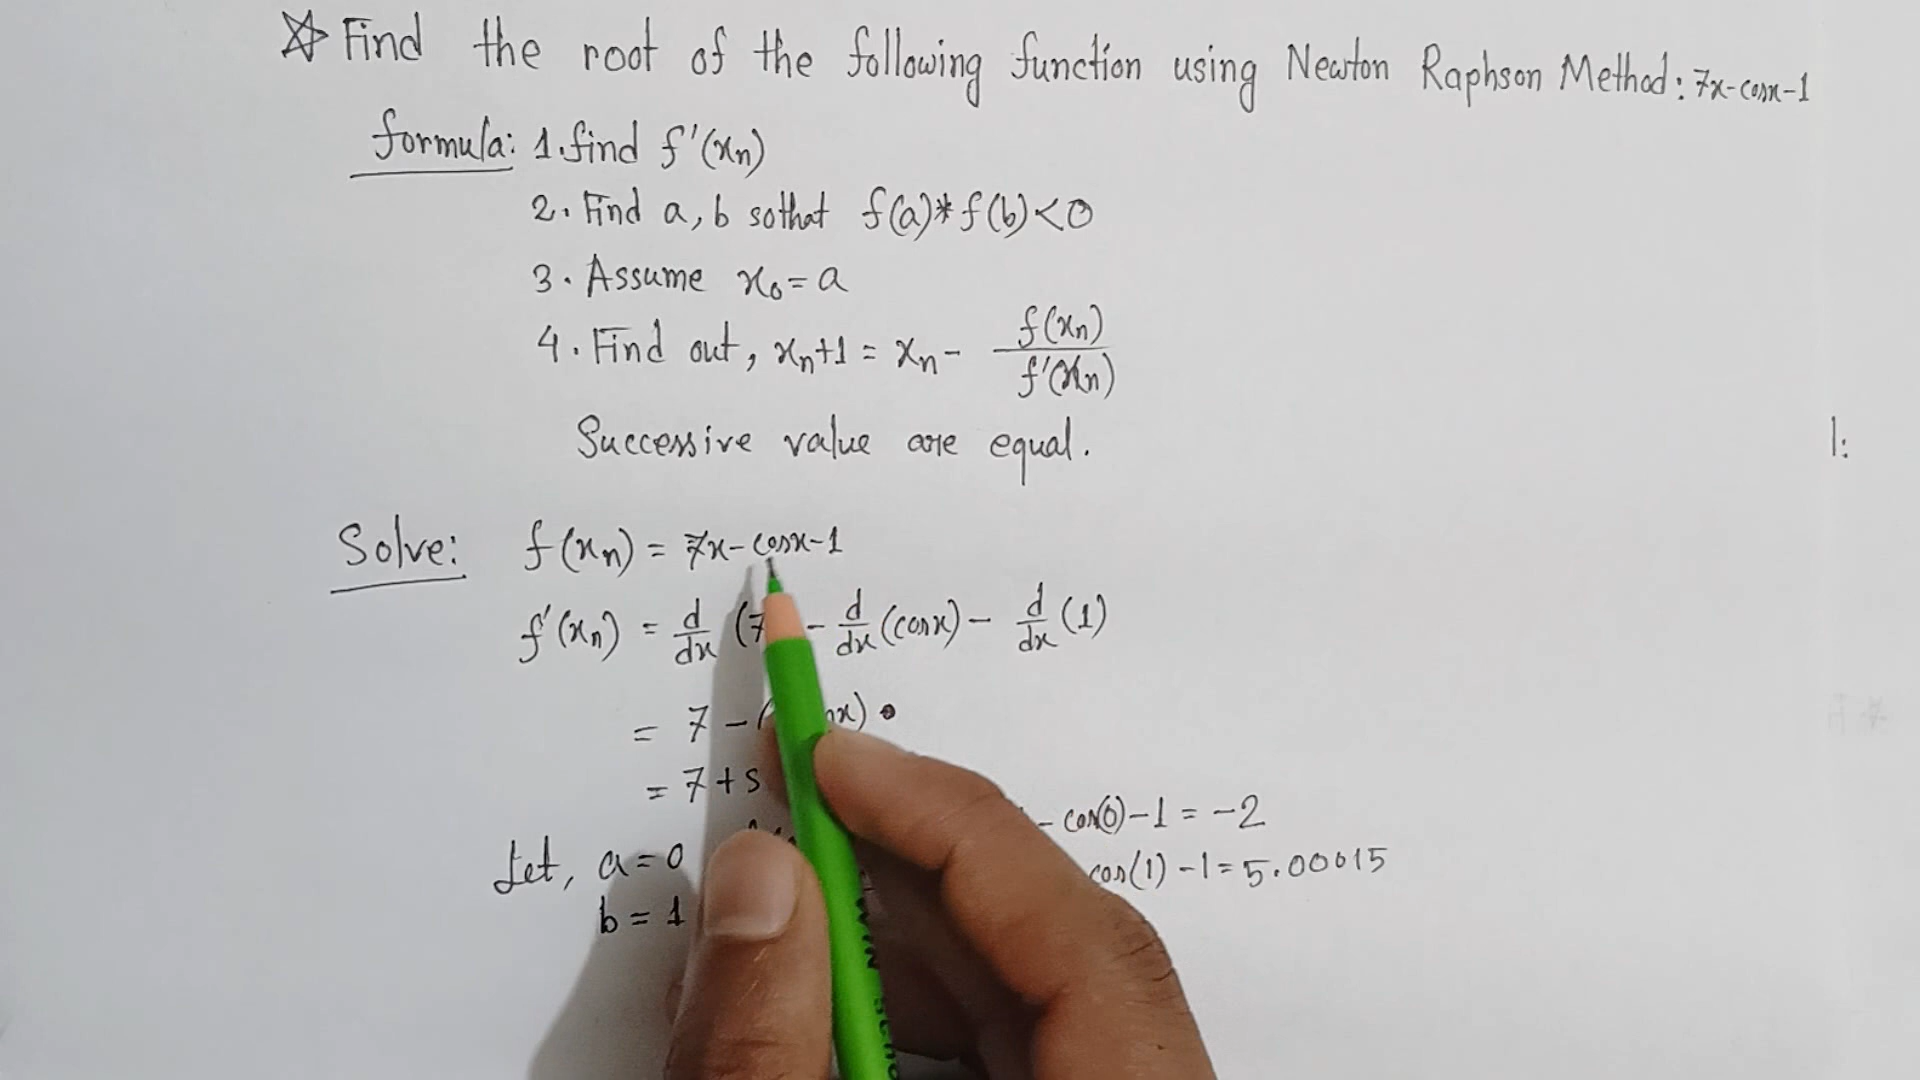 ☆ Find the root of the following function using Newton Raphson Method: 7x-cosx-1
formula: 1. find f'(xn)
2. Find a, b sothat f(a)*f(b)<0
3. Assume x₀=a
4. Find out, xn+1 = xn - f(xn)/f'(xn)
Successive value are equal.
1:
Solve: f(xn) = 7x-cosx-1
f'(xn) = d/dx (7 - d/dx (cosx) - d/dx (1)
= 7-( x)
= 7+s
Let, a=0 - cos(0)-1 = -2
b = 1 cos(1)-1=5.00015